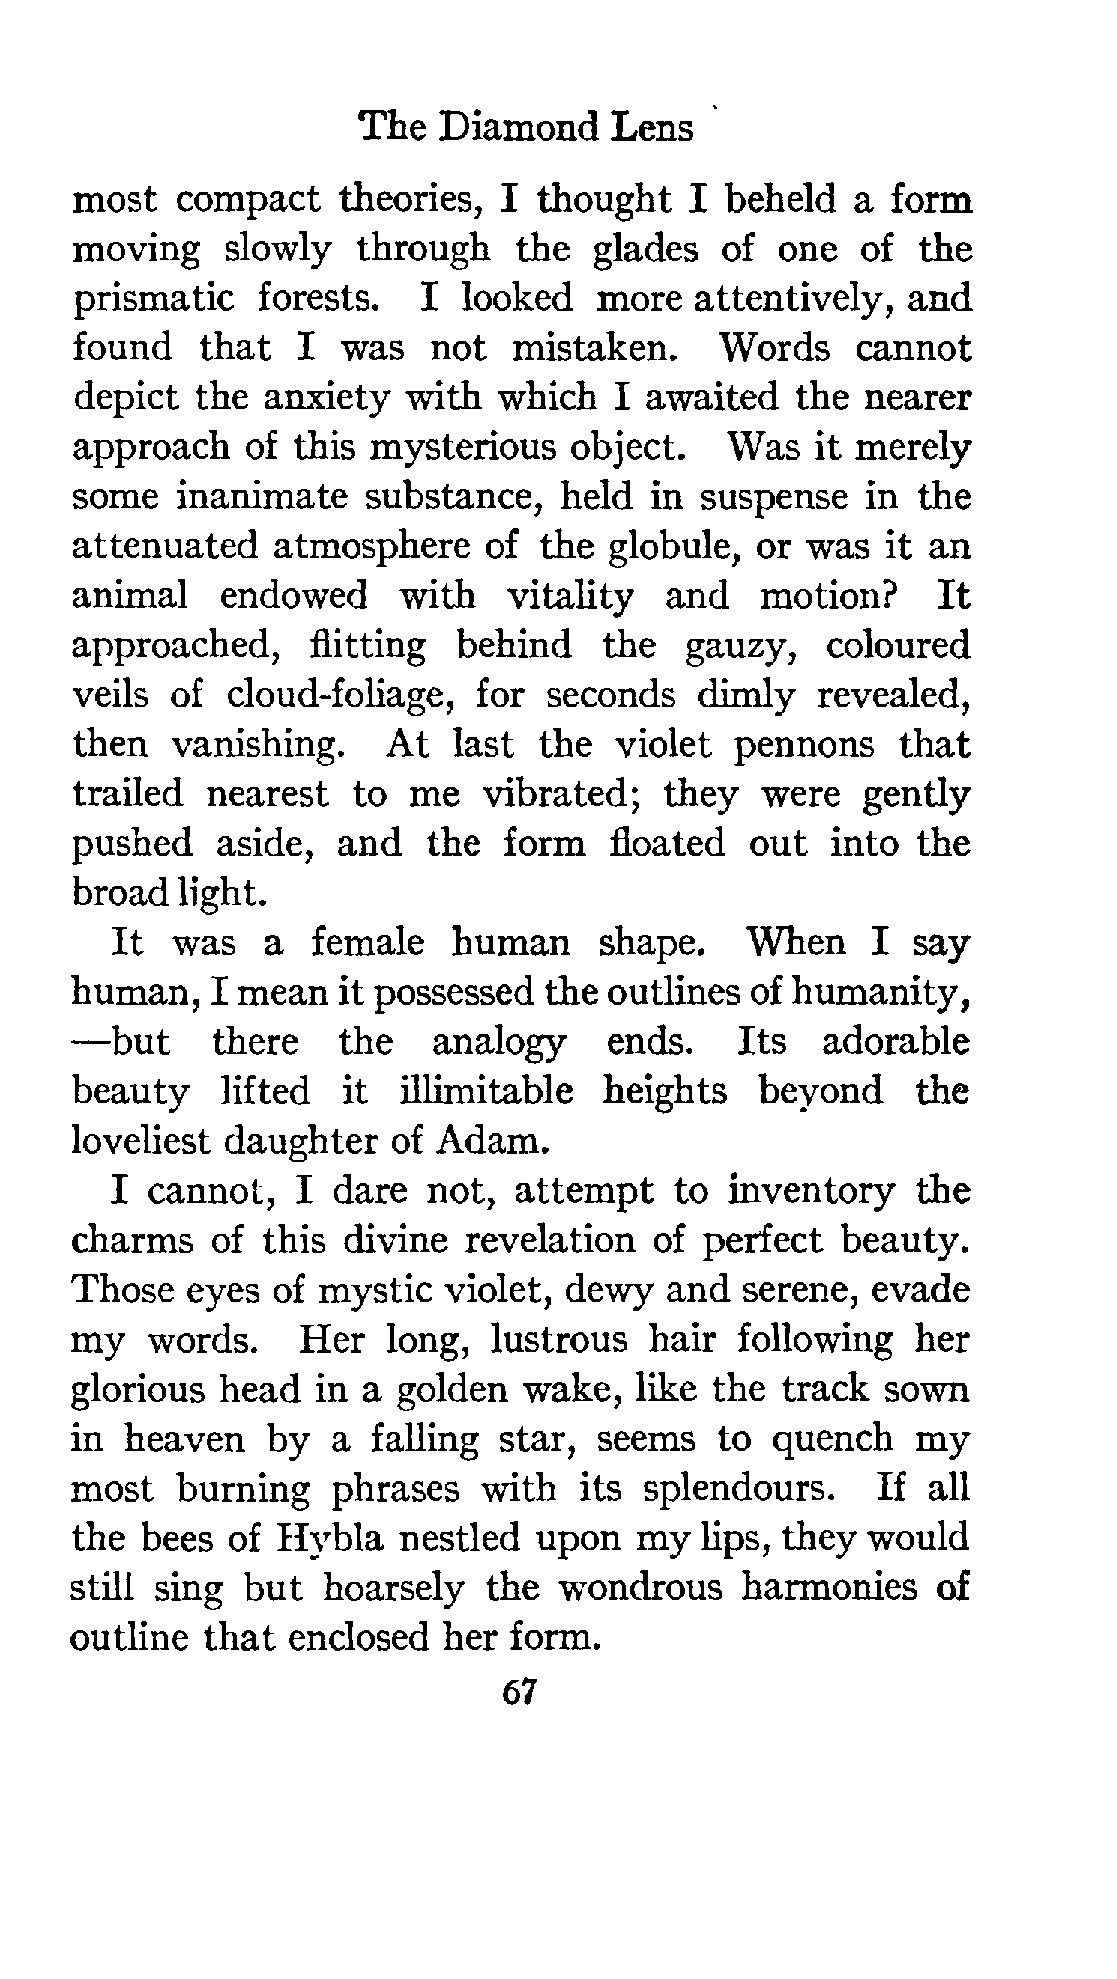 The Diamond Lens
most compact theories, I thought I beheld a form
moving slowly through the glades of one of the
prismatic forests. I looked more attentively, and
found that I was not mistaken. Words cannot
depict the anxiety with which I awaited the nearer
approach of this mysterious object. Was it merely
some inanimate substance, held in suspense in the
attenuated atmosphere of the globule, or was it an
animal endowed with vitality and motion? It
approached, flitting behind the gauzy, coloured
veils of cloud-foliage, for seconds dimly revealed,
then vanishing. At last the violet pennons that
trailed nearest to me vibrated; they were gently
pushed aside, and the form floated out into the
broad light.
It was a female human shape. When I say
human, I mean it possessed the outlines of humanity,
—but there the analogy ends. Its adorable
beauty lifted it illimitable heights beyond the
loveliest daughter of Adam.
I cannot, I dare not, attempt to inventory the
charms of this divine revelation of perfect beauty.
Those eyes of mystic violet, dewy and serene, evade
my words. Her long, lustrous hair following her
glorious head in a golden wake, like the track sown
in heaven by a falling star, seems to quench my
most burning phrases with its splendours. If all
the bees of Hybla nestled upon my lips, they would
still sing but hoarsely the wondrous harmonies of
outline that enclosed her form.
67